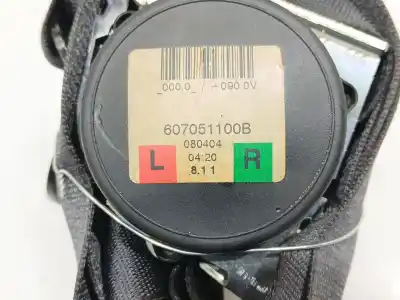 _000,0_ / +090.0V
607051100B
080404
04:20
8.1 1
L
R